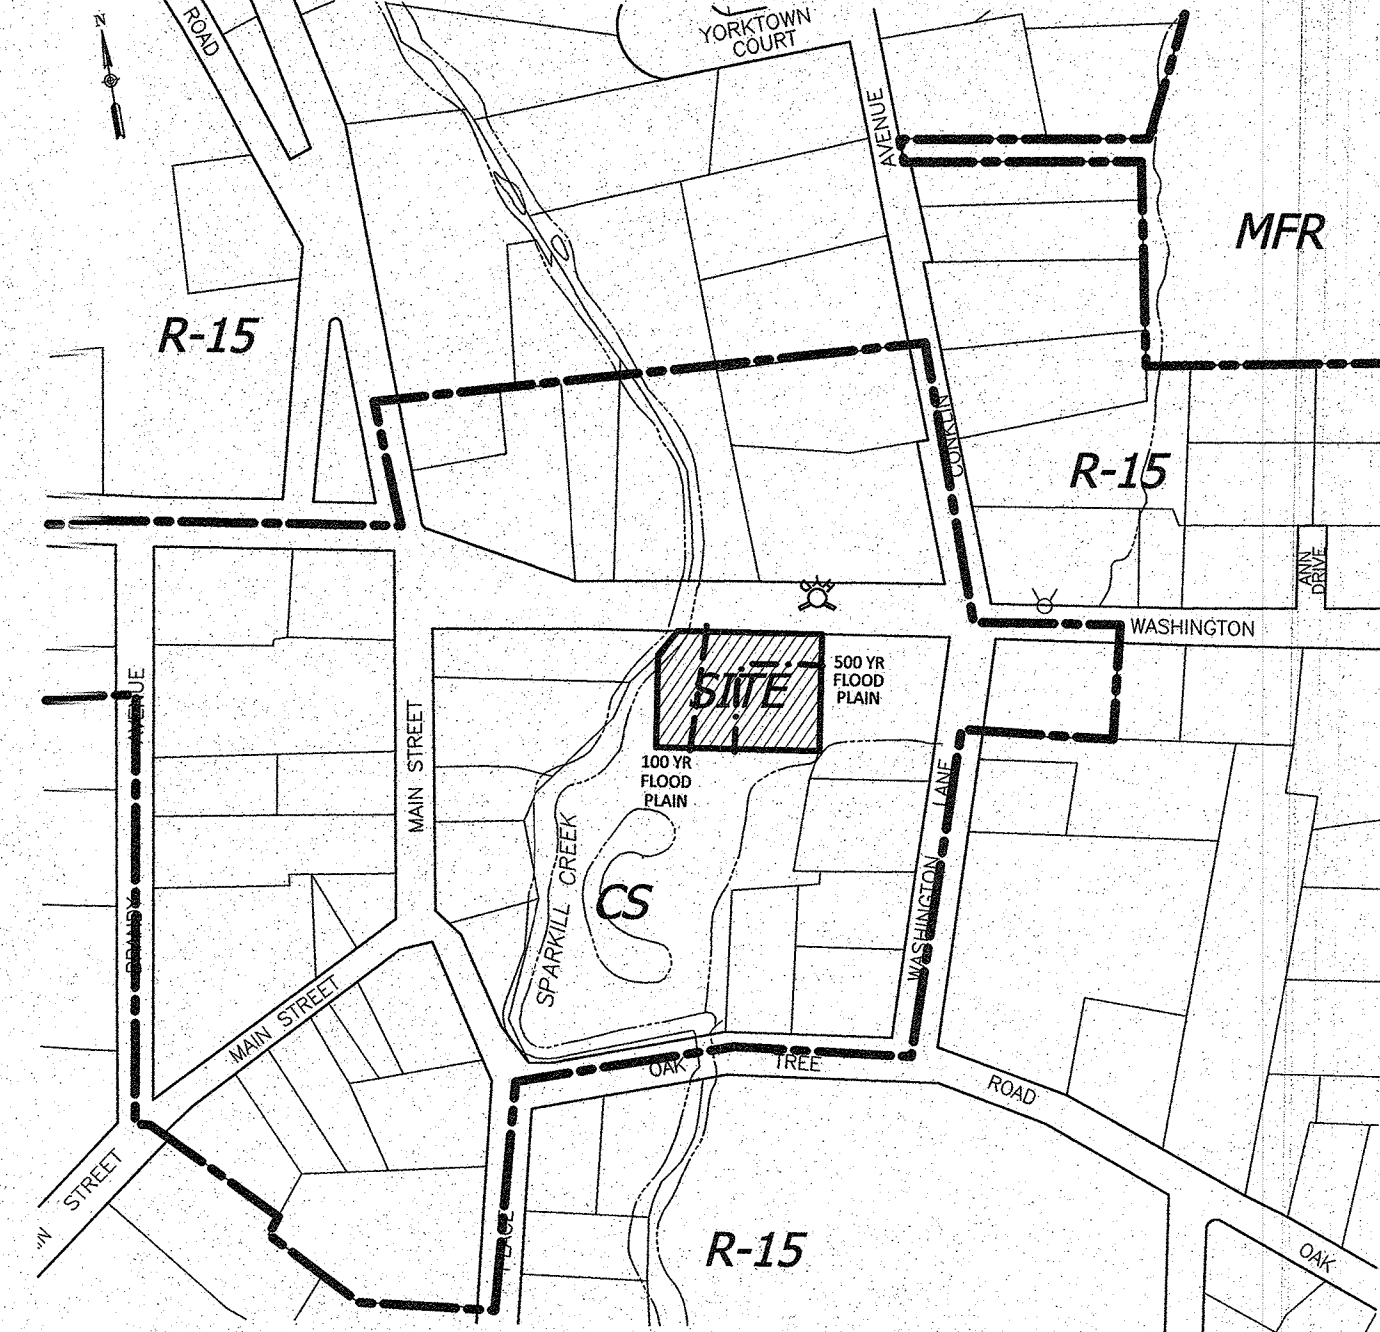 N
ROAD
YORKTOWN
COURT
AVENUE
MFR
R-15
CONKLIN
R-15
ANN
DRIVE
WASHINGTON
500 YR
FLOOD
PLAIN
SITE
AVENUE
MAIN STREET
100 YR
FLOOD
PLAIN
LANE
SPARKILL CREEK
CS
WASHINGTON
MAIN STREET
OAK TREE
ROAD
STREET
PLACE
R-15
OAK